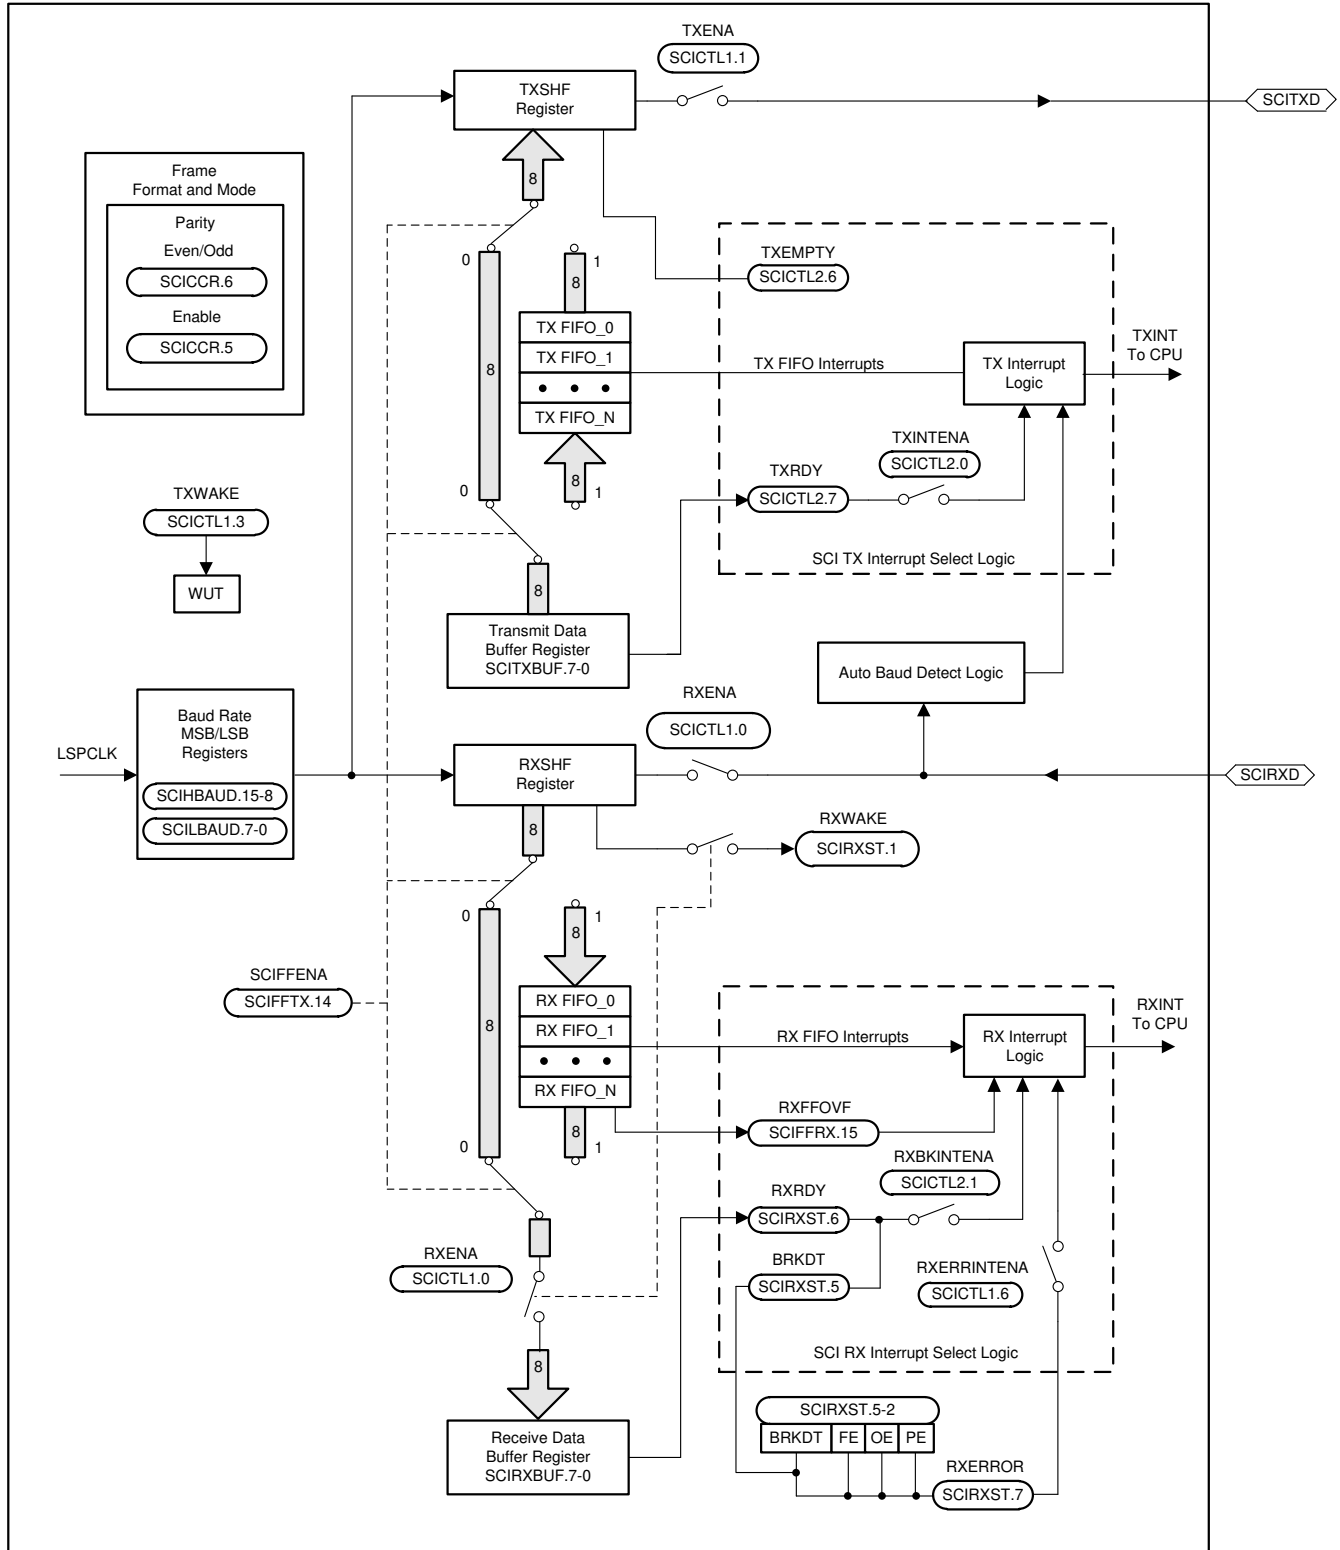 TXENA
SCICTL1.1
TXSHF
Register
SCITXD
Frame
Format and Mode
Parity
Even/Odd
SCICCR.6
Enable
SCICCR.5
8
0
1
8
TXEMPTY
SCICTL2.6
TX FIFO_0
TX FIFO_1
• • •
TX FIFO_N
8
TX FIFO Interrupts
TX Interrupt
Logic
TXINT
To CPU
TXINTENA
SCICTL2.0
TXRDY
SCICTL2.7
0
8
1
SCI TX Interrupt Select Logic
TXWAKE
SCICTL1.3
WUT
8
Transmit Data
Buffer Register
SCITXBUF.7-0
Auto Baud Detect Logic
RXENA
SCICTL1.0
LSPCLK
Baud Rate
MSB/LSB
Registers
SCIHBAUD.15-8
SCILBAUD.7-0
RXSHF
Register
SCIRXD
8
RXWAKE
SCIRXST.1
0
1
8
SCIFFENA
SCIFFTX.14
RX FIFO_0
RX FIFO_1
• • •
RX FIFO_N
8
RX FIFO Interrupts
RX Interrupt
Logic
RXINT
To CPU
RXFFOVF
SCIFFRX.15
0
8
1
RXBKINTENA
SCICTL2.1
RXRDY
SCIRXST.6
BRKDT
SCIRXST.5
RXERRINTENA
SCICTL1.6
RXENA
SCICTL1.0
SCI RX Interrupt Select Logic
8
SCIRXST.5-2
BRKDT FE OE PE
Receive Data
Buffer Register
SCIRXBUF.7-0
RXERROR
SCIRXST.7